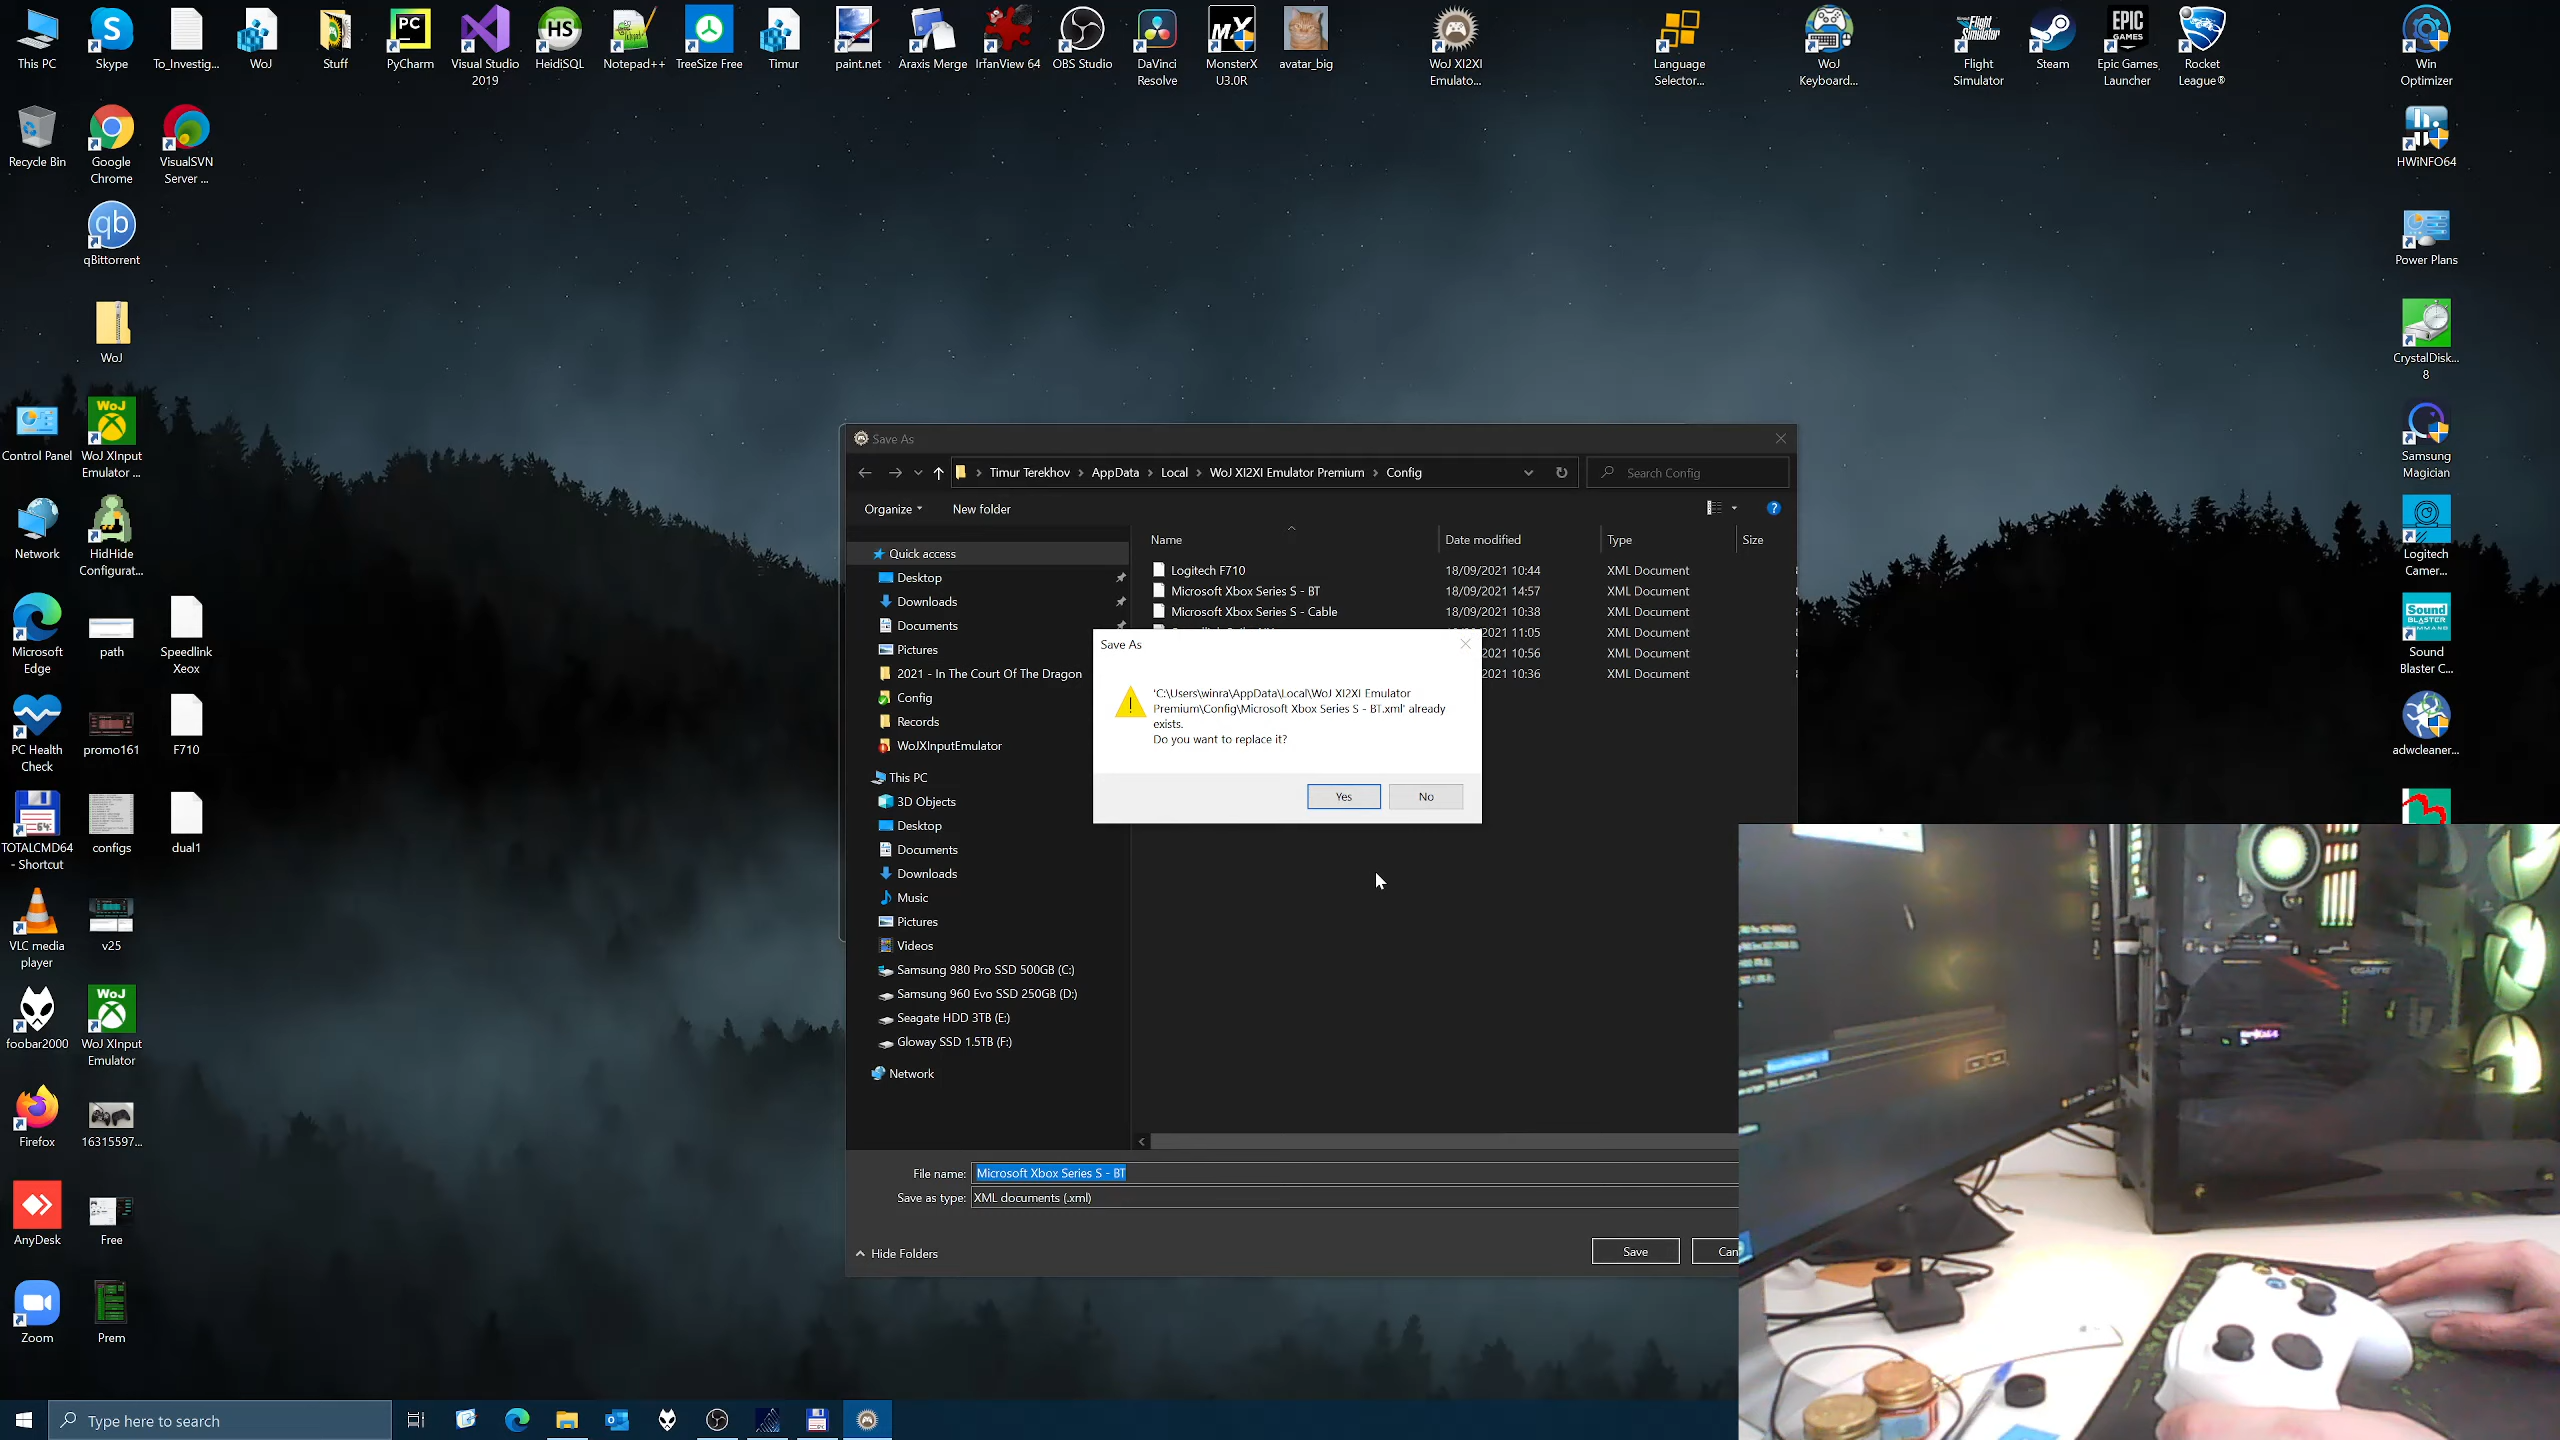 This PC
Skype
To_Investig...
WoJ
Stuff
PyCharm
Visual Studio
2019
HeidiSQL
Notepad++
TreeSize Free
Timur
paint.net
Araxis Merge
IrfanView 64
OBS Studio
DaVinci
Resolve
MonsterX
U3.0R
avatar_big
WoJ XI2XI
Emulato...
Language
Selector...
WoJ
Keyboard...
Flight
Simulator
Steam
Epic Games
Launcher
Rocket
League®
Win
Optimizer
Recycle Bin
Google
Chrome
VisualSVN
Server ...
HWiNFO64
qBittorrent
Power Plans
WoJ
CrystalDisk...
8
Control Panel
WoJ XInput
Emulator ...
Samsung
Magician
Network
HidHide
Configurat...
Logitech
Camer...
Microsoft
Edge
path
Speedlink
Xeox
Sound
Blaster C...
PC Health
Check
promo161
F710
adwcleaner...
TOTALCMD64
- Shortcut
configs
dual1
VLC media
player
v25
foobar2000
WoJ XInput
Emulator
Firefox
16315597...
AnyDesk
Free
Zoom
Prem
Save As
Timur Terekhov > AppData > Local > WoJ XI2XI Emulator Premium > Config
Search Config
Organize
New folder
Quick access
Desktop
Downloads
Documents
Pictures
2021 - In The Court Of The Dragon
Config
Records
WoJXInputEmulator
This PC
3D Objects
Desktop
Documents
Downloads
Music
Pictures
Videos
Samsung 980 Pro SSD 500GB (C:)
Samsung 960 Evo SSD 250GB (D:)
Seagate HDD 3TB (E:)
Gloway SSD 1.5TB (F:)
Network
Name Date modified Type Size
Logitech F710 18/09/2021 10:44 XML Document
Microsoft Xbox Series S - BT 18/09/2021 14:57 XML Document
Microsoft Xbox Series S - Cable 18/09/2021 10:38 XML Document
2021 11:05 XML Document
2021 10:56 XML Document
2021 10:36 XML Document
Save As
'C:\Users\winra\AppData\Local\WoJ XI2XI Emulator
Premium\Config\Microsoft Xbox Series S - BT.xml' already
exists.
Do you want to replace it?
Yes
No
File name: Microsoft Xbox Series S - BT
Save as type: XML documents (.xml)
Hide Folders
Save
Can
Type here to search